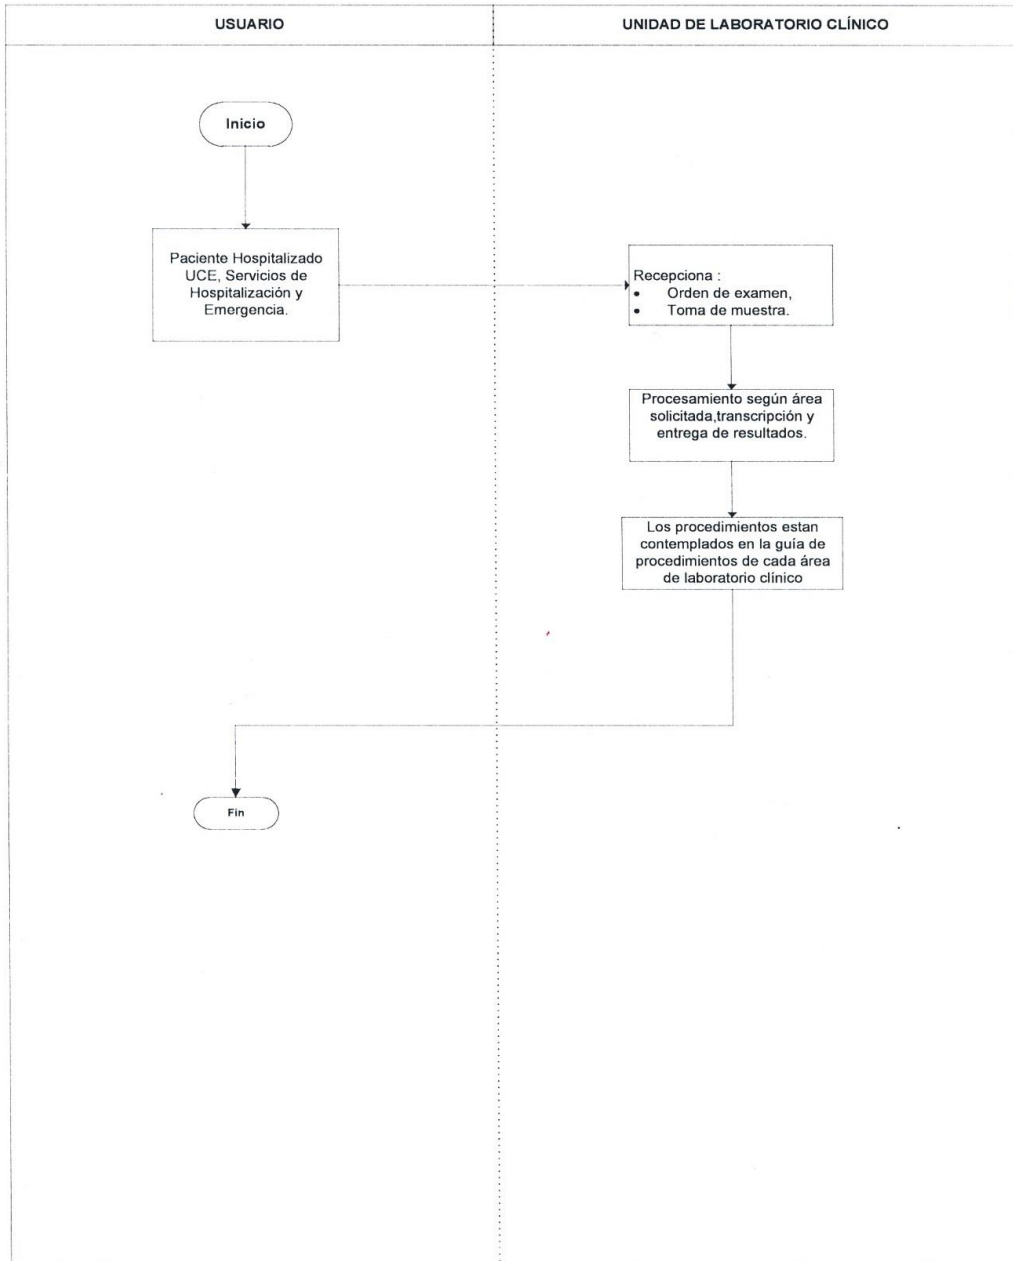 USUARIO
UNIDAD DE LABORATORIO CLÍNICO
Inicio
Paciente Hospitalizado
UCE, Servicios de
Hospitalización y
Emergencia.
Recepciona :
• Orden de examen,
• Toma de muestra.
Procesamiento según área
solicitada,transcripción y
entrega de resultados.
Los procedimientos estan
contemplados en la guía de
procedimientos de cada área
de laboratorio clínico
Fin